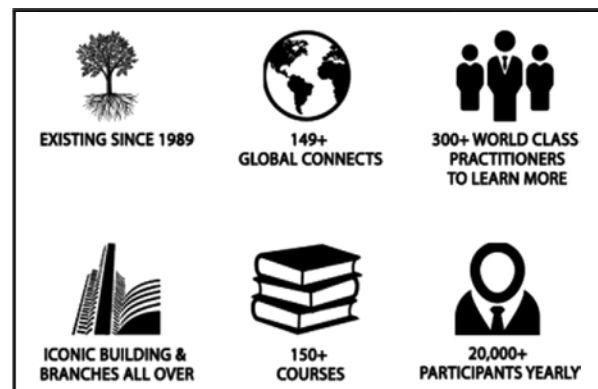 EXISTING SINCE 1989
149+
GLOBAL CONNECTS
300+ WORLD CLASS
PRACTITIONERS
TO LEARN MORE
ICONIC BUILDING &
BRANCHES ALL OVER
150+
COURSES
20,000+
PARTICIPANTS YEARLY